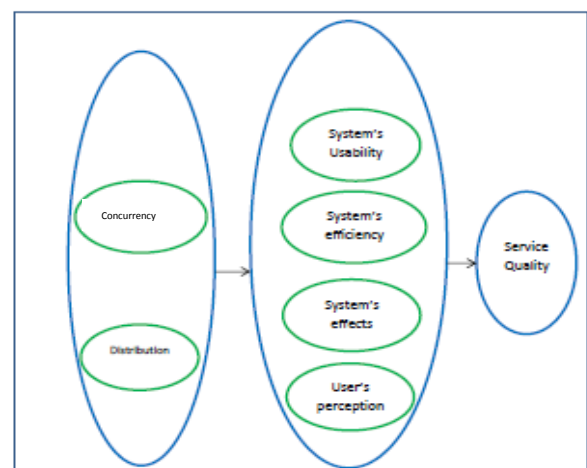 Concurrency
Distribution
System's
Usability
System's
efficiency
System's
effects
User's
perception
Service
Quality